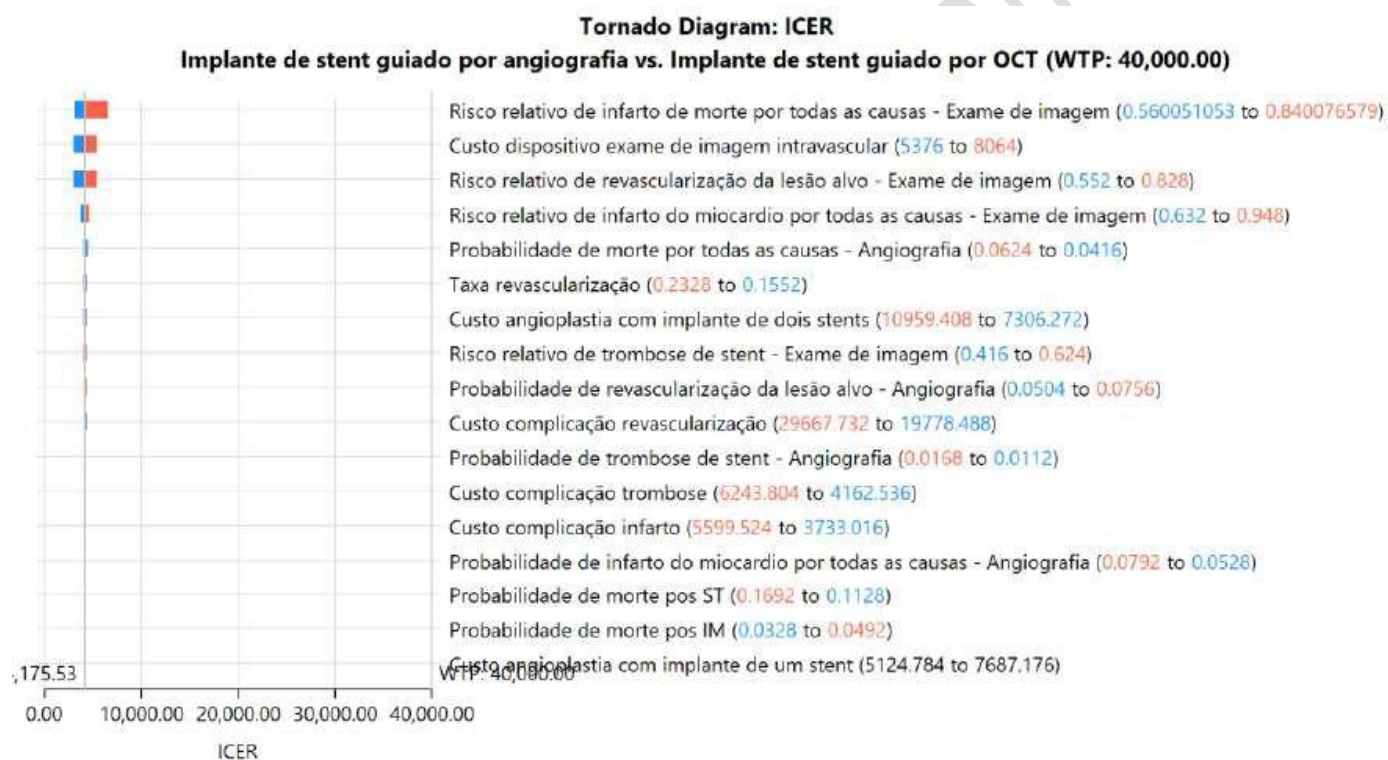 Tornado Diagram: ICER
Implante de stent guiado por angiografia vs. Implante de stent guiado por OCT (WTP: 40,000.00)
Risco relativo de infarto de morte por todas as causas - Exame de imagem (0.560051053 to 0.840076579)
Custo dispositivo exame de imagem intravascular (5376 to 8064)
Risco relativo de revascularização da lesão alvo - Exame de imagem (0.552 to 0.828)
Risco relativo de infarto do miocardio por todas as causas - Exame de imagem (0.632 to 0.948)
Probabilidade de morte por todas as causas - Angiografia (0.0624 to 0.0416)
Taxa revascularização (0.2328 to 0.1552)
Custo angioplastia com implante de dois stents (10959.408 to 7306.272)
Risco relativo de trombose de stent - Exame de imagem (0.416 to 0.624)
Probabilidade de revascularização da lesão alvo - Angiografia (0.0504 to 0.0756)
Custo complicação revascularização (29667.732 to 19778.488)
Probabilidade de trombose de stent - Angiografia (0.0168 to 0.0112)
Custo complicação trombose (6243.804 to 4162.536)
Custo complicação infarto (5599.524 to 3733.016)
Probabilidade de infarto do miocardio por todas as causas - Angiografia (0.0792 to 0.0528)
Probabilidade de morte pos ST (0.1692 to 0.1128)
Probabilidade de morte pos IM (0.0328 to 0.0492)
Custo angioplastia com implante de um stent (5124.784 to 7687.176)
,175.53 WTP: 40,000.00
0.00 10,000.00 20,000.00 30,000.00 40,000.00
ICER